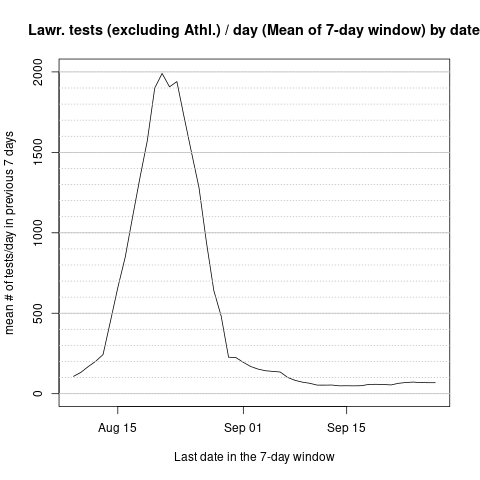 Lawr. tests (excluding Athl.) / day (Mean of 7-day window) by date
mean # of tests/day in previous 7 days
2000
1500
1000
500
0
Aug 15 Sep 01 Sep 15
Last date in the 7-day window